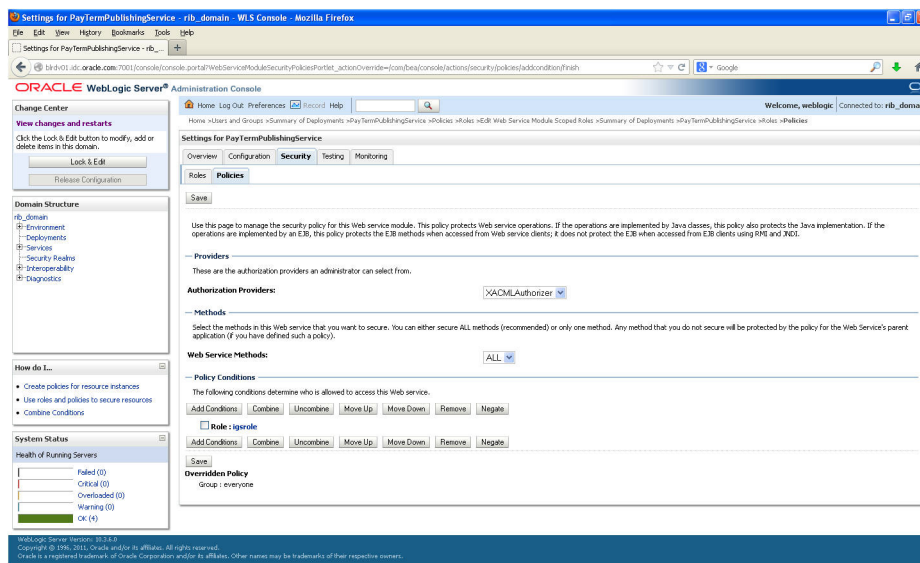 Settings for PayTermPublishingService - rib_domain - WLS Console - Mozilla Firefox
File Edit View History Bookmarks Tools Help
Settings for PayTermPublishingService - rib_...
blrdv01.idc.oracle.com:7001/console/console.portal?WebServiceModuleSecurityPoliciesPortlet_actionOverride=/com/bea/console/actions/security/policies/addcondition/finish
Google
ORACLE WebLogic Server® Administration Console
Change Center
View changes and restarts
Click the Lock & Edit button to modify, add or
delete items in this domain.
Lock & Edit
Release Configuration
Domain Structure
rib_domain
Environment
Deployments
Services
Security Realms
Interoperability
Diagnostics
How do I...
Create policies for resource instances
Use roles and policies to secure resources
Combine Conditions
System Status
Health of Running Servers
Failed (0)
Critical (0)
Overloaded (0)
Warning (0)
OK (4)
Home Log Out Preferences Record Help
Welcome, weblogic Connected to: rib_doma
Home >Users and Groups >Summary of Deployments >PayTermPublishingService >Policies >Roles >Edit Web Service Module Scoped Roles >Summary of Deployments >PayTermPublishingService >Roles >Policies
Settings for PayTermPublishingService
Overview Configuration Security Testing Monitoring
Roles Policies
Save
Use this page to manage the security policy for this Web service module. This policy protects Web service operations. If the operations are implemented by Java classes, this policy also protects the Java implementation. If the
operations are implemented by an EJB, this policy protects the EJB methods when accessed from Web service clients; it does not protect the EJB when accessed from EJB clients using RMI and JNDI.
Providers
These are the authorization providers an administrator can select from.
Authorization Providers: XACMLAuthorizer
Methods
Select the methods in this Web service that you want to secure. You can either secure ALL methods (recommended) or only one method. Any method that you do not secure will be protected by the policy for the Web Service's parent
application (if you have defined such a policy).
Web Service Methods: ALL
Policy Conditions
The following conditions determine who is allowed to access this Web service.
Add Conditions Combine Uncombine Move Up Move Down Remove Negate
Role : igsrole
Add Conditions Combine Uncombine Move Up Move Down Remove Negate
Save
Overridden Policy
Group : everyone
WebLogic Server Version: 10.3.6.0
Copyright © 1996, 2011, Oracle and/or its affiliates. All rights reserved.
Oracle is a registered trademark of Oracle Corporation and/or its affiliates. Other names may be trademarks of their respective owners.